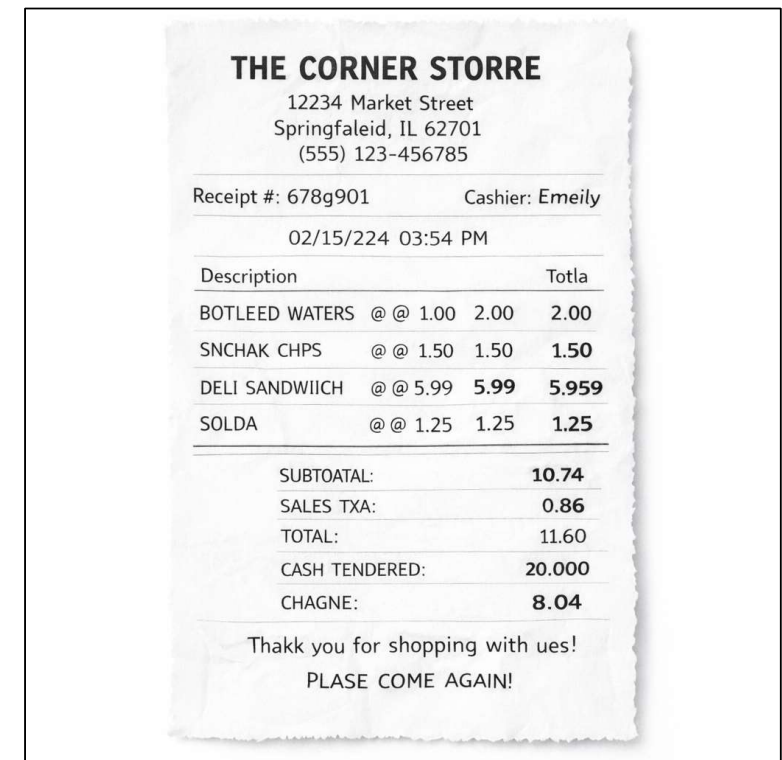 THE CORNER STORRE
12234 Market Street
Springfaleid, IL 62701
(555) 123-456785
Receipt #: 678g901 Cashier: Emeily
02/15/224 03:54 PM
Description Totla
BOTLEED WATERS @ @ 1.00 2.00 2.00
SNCHAK CHPS @ @ 1.50 1.50 1.50
DELI SANDWIICH @ @ 5.99 5.99 5.959
SOLDA @ @ 1.25 1.25 1.25
SUBTOATAL: 10.74
SALES TXA: 0.86
TOTAL: 11.60
CASH TENDERED: 20.000
CHAGNE: 8.04
Thakk you for shopping with ues!
PLASE COME AGAIN!